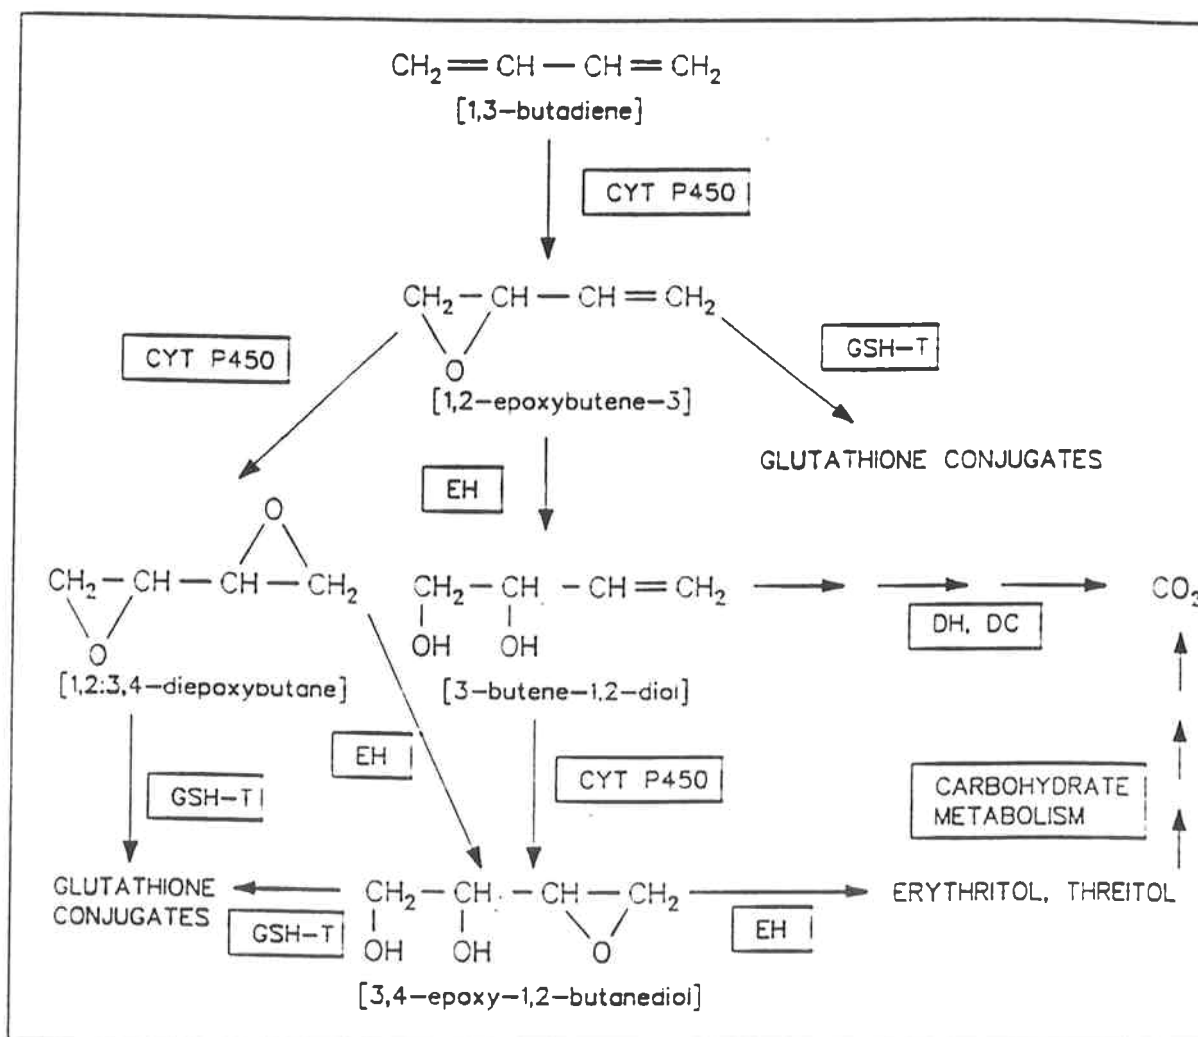 CH₂=CH—CH=CH₂
[1,3-butadiene]
CYT P450
CH₂—CH—CH=CH₂
O
[1,2-epoxybutene-3]
CYT P450
GSH-T
GLUTATHIONE CONJUGATES
EH
O
CH₂—CH—CH—CH₂
O
[1,2:3,4-diepoxybutane]
CH₂—CH—CH=CH₂
OH OH
[3-butene-1,2-diol]
DH, DC
CO₃
EH
CYT P450
GSH-T
CARBOHYDRATE
METABOLISM
GLUTATHIONE
CONJUGATES
GSH-T
CH₂—CH—CH—CH₂
OH OH O
[3,4-epoxy-1,2-butanediol]
EH
ERYTHRITOL, THREITOL